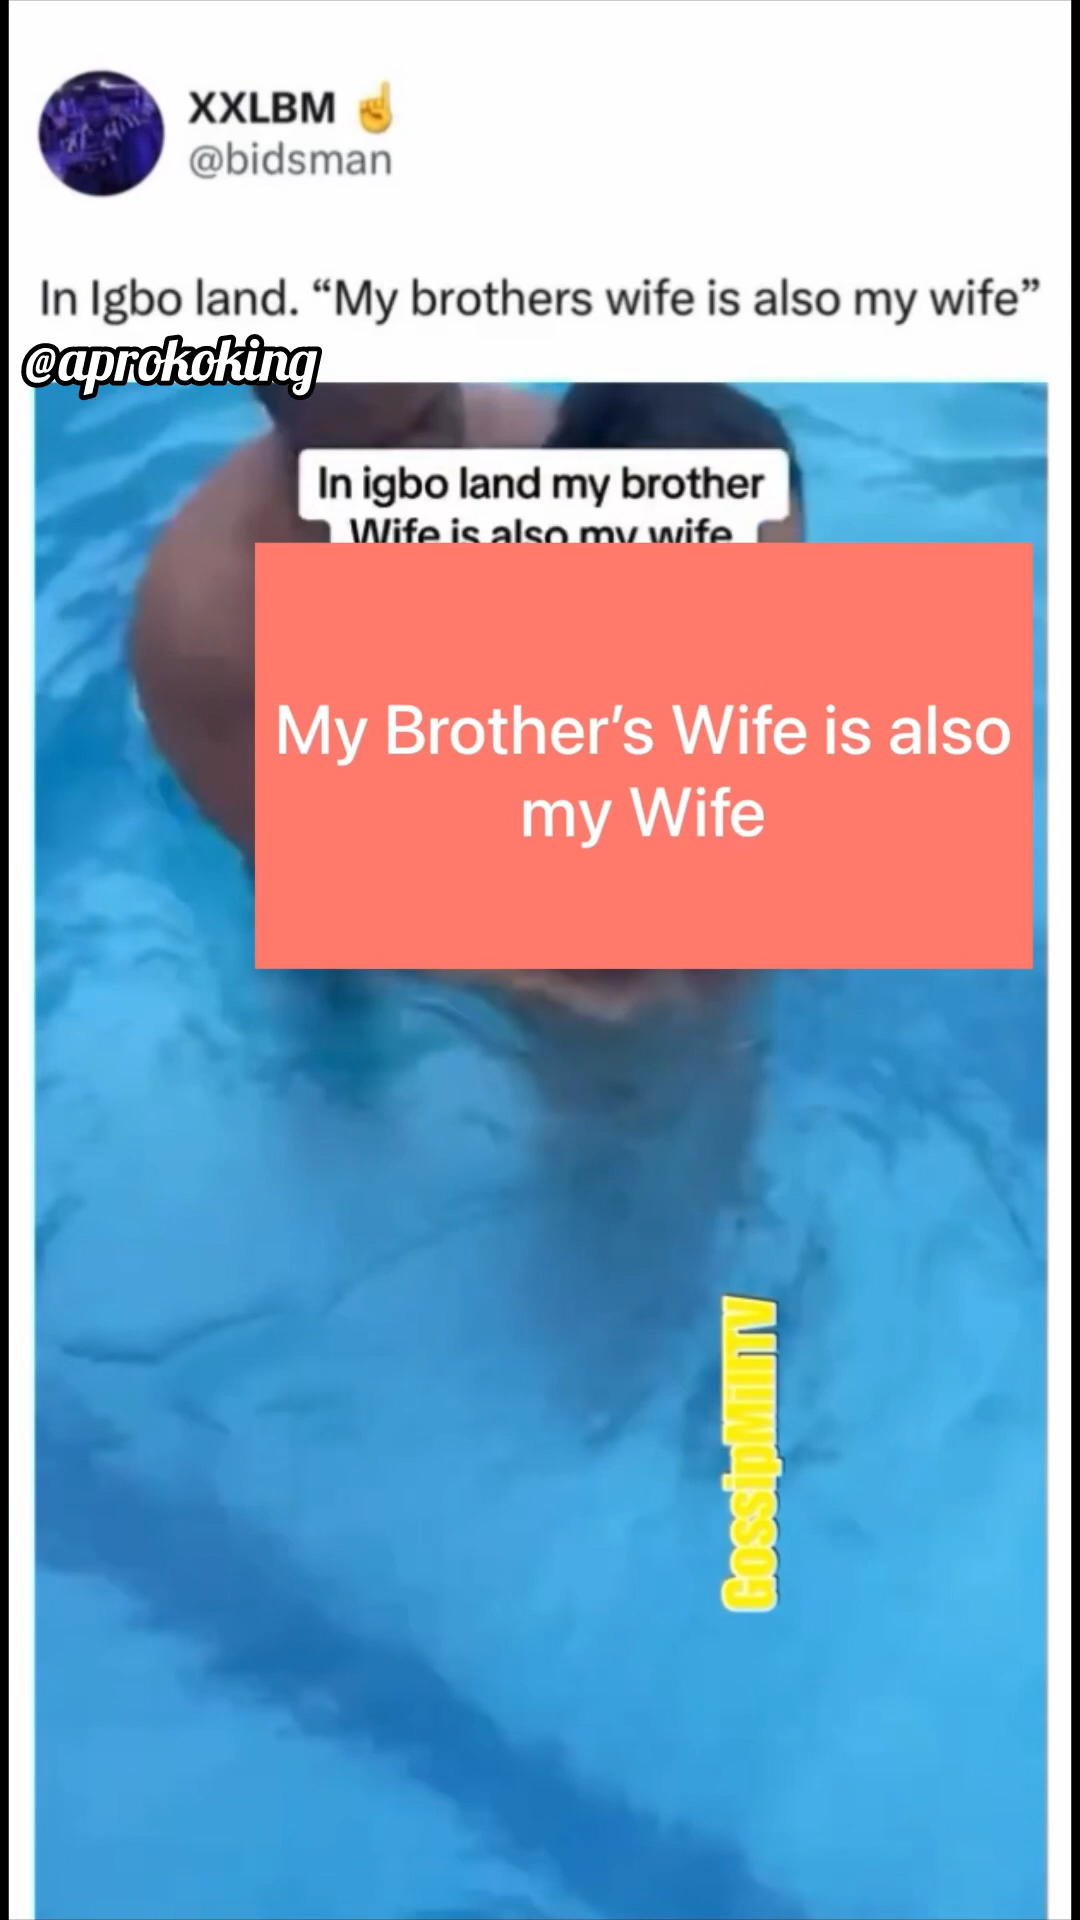 XXLBM ☝️
@bidsman
In Igbo land. “My brothers wife is also my wife”
@aprokoking
In igbo land my brother
Wife is also my wife
My Brother’s Wife is also
my Wife
GossipMillTV